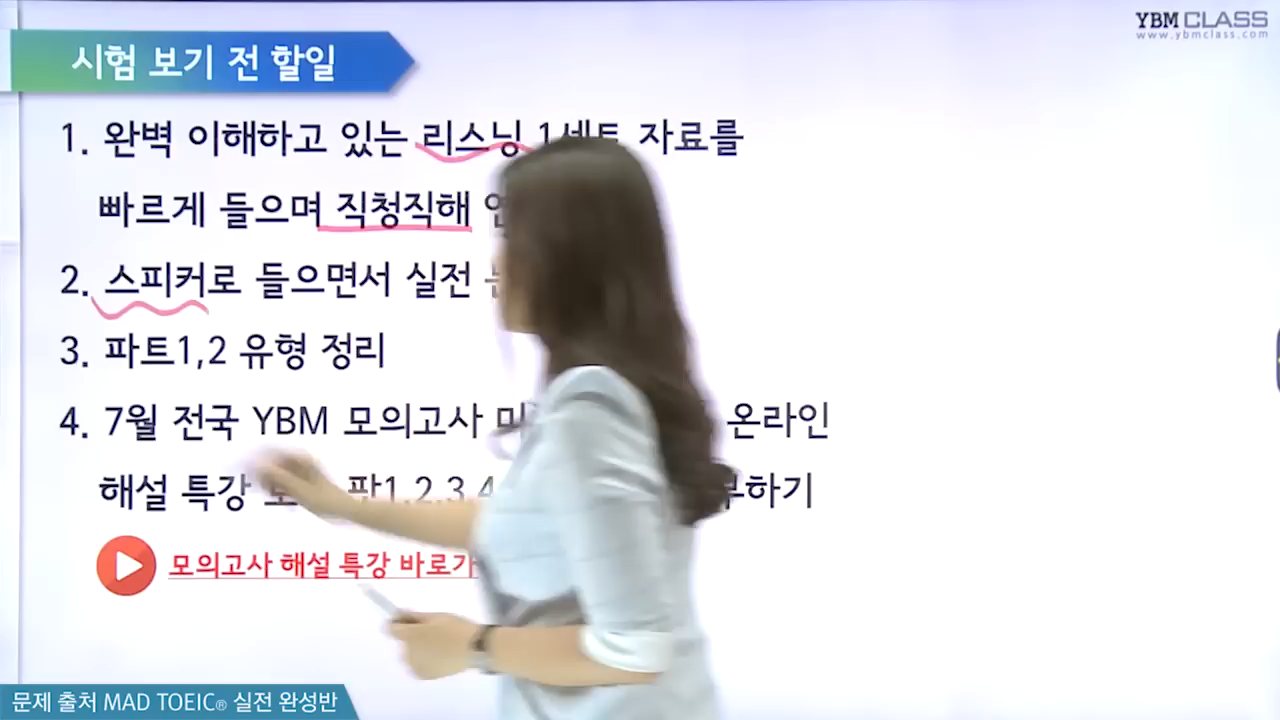 YBM CLASS
www.ybmclass.com
시험 보기 전 할일
1. 완벽 이해하고 있는 리스닝 1세트 자료를
빠르게 들으며 직청직해
2. 스피커로 들으면서 실전
3. 파트1,2 유형 정리
4. 7월 전국 YBM 모의고사 온라인
해설 특강 팟1,2,3,4
모의고사 해설 특강 바로가
문제 출처 MAD TOEIC® 실전 완성반